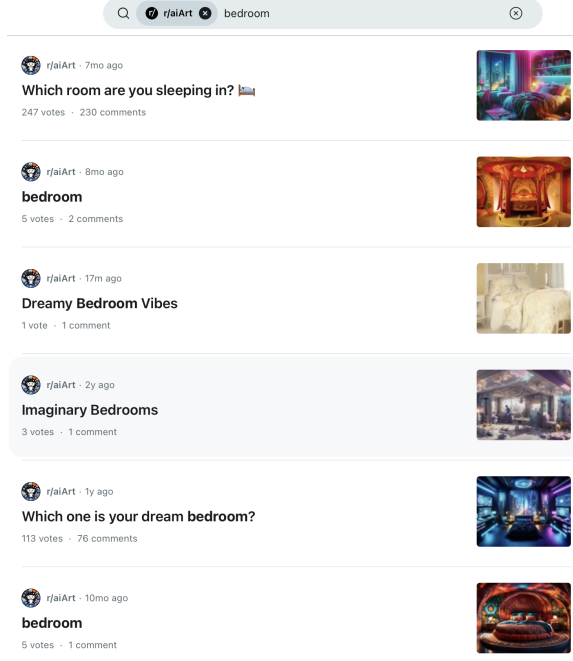 r/aiArt bedroom
r/aiArt · 7mo ago
Which room are you sleeping in? 🛏️
247 votes · 230 comments
r/aiArt · 8mo ago
bedroom
5 votes · 2 comments
r/aiArt · 17m ago
Dreamy Bedroom Vibes
1 vote · 1 comment
r/aiArt · 2y ago
Imaginary Bedrooms
3 votes · 1 comment
r/aiArt · 1y ago
Which one is your dream bedroom?
113 votes · 76 comments
r/aiArt · 10mo ago
bedroom
5 votes · 1 comment